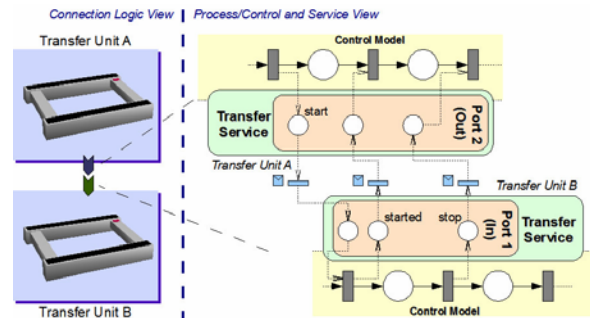 Connection Logic View
Process/Control and Service View
Transfer Unit A
Control Model
Transfer
Service
start
Port 2
(Out)
Transfer Unit A
Transfer Unit B
started
stop
Port 1
(In)
Transfer
Service
Transfer Unit B
Control Model